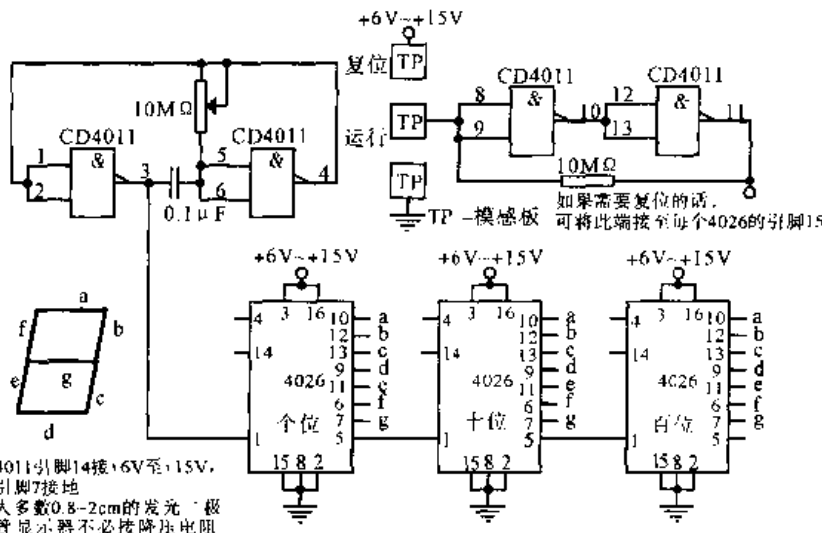 +6V~+15V
复位 TP
10MΩ
CD4011 CD4011
1 2 & 3
5 6 & 4
0.1μF
运行 TP
TP
CD4011 CD4011
8 9 & 10
12 13 & 11
10MΩ
TP-模感板
如果需要复位的话,
可将此端接至每个4026的引脚15
+6V~+15V +6V~+15V +6V~+15V
a
f b
g
e c
d
4 3 16 10 a
12 b
14 13 c
9 d
4026 11 e
6 f
个位 7 g
1 5
15 8 2
4 3 16 10 a
12 b
14 13 c
9 d
4026 11 e
6 f
十位 7 g
1 5
15 8 2
4 3 16 10 a
12 b
14 13 c
9 d
4026 11 e
6 f
百位 7 g
1 5
15 8 2
4011引脚14接+6V至+15V,
引脚7接地
大多数0.8-2cm的发光二极
管显示器不必接降压电阻